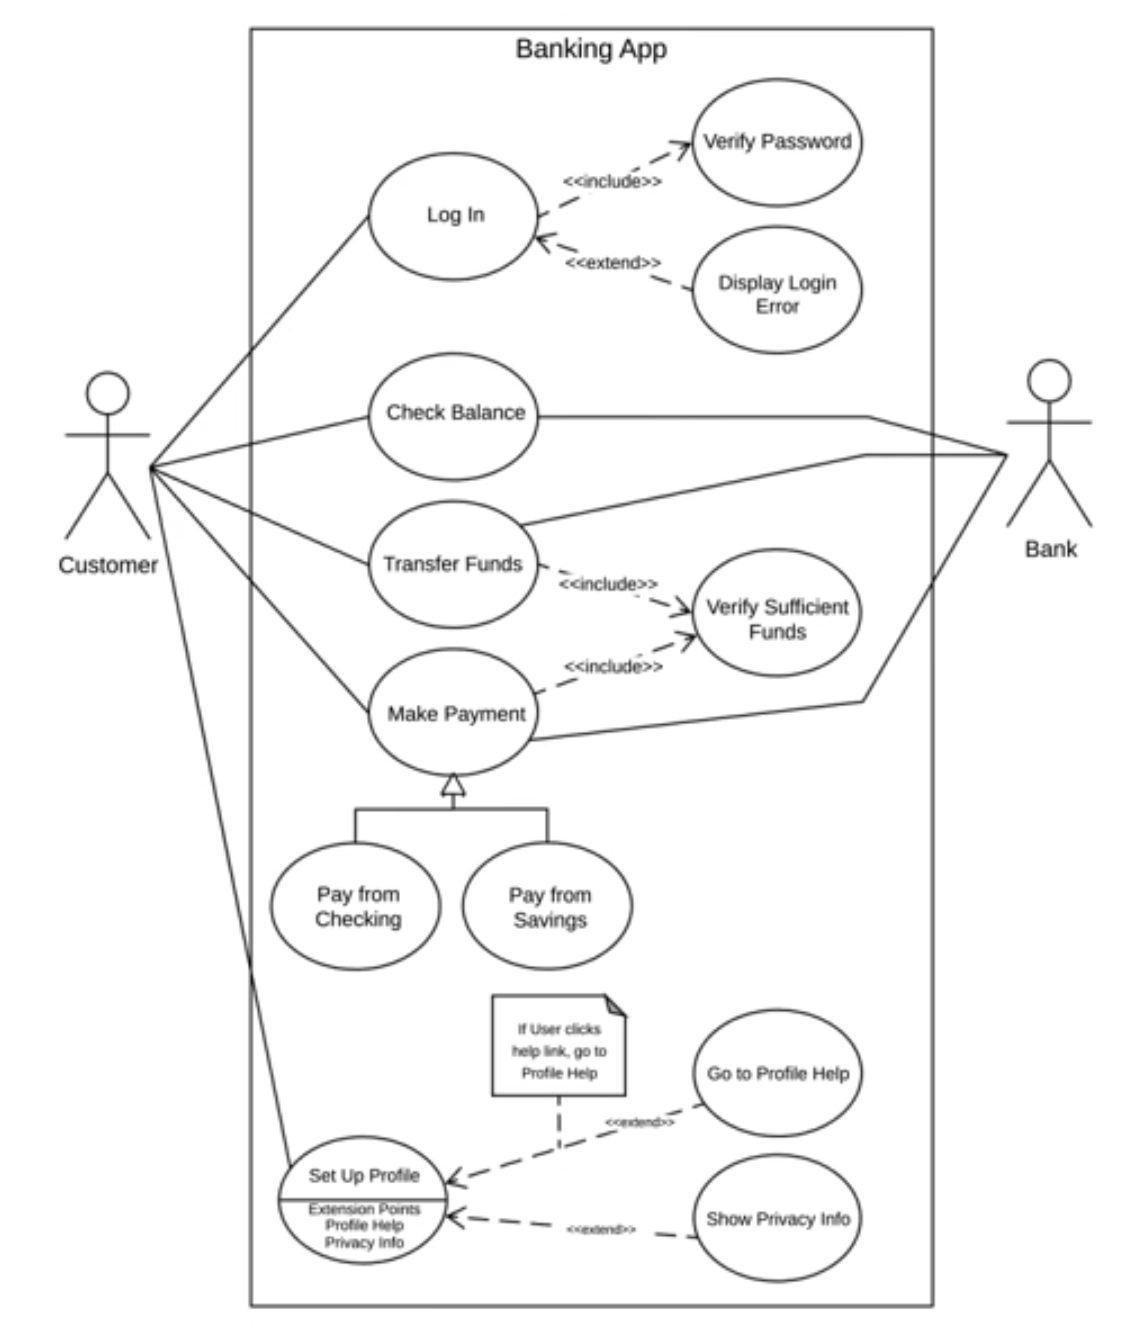 Banking App
Verify Password
<<include>>
Log In
<<extend>>
Display Login
Error
Check Balance
Customer
Bank
Transfer Funds
<<include>>
Verify Sufficient
Funds
<<include>>
Make Payment
Pay from
Checking
Pay from
Savings
If User clicks
help link, go to
Profile Help
Go to Profile Help
<<extend>>
Set Up Profile
Extension Points
Profile Help
Privacy Info
<<extend>>
Show Privacy Info